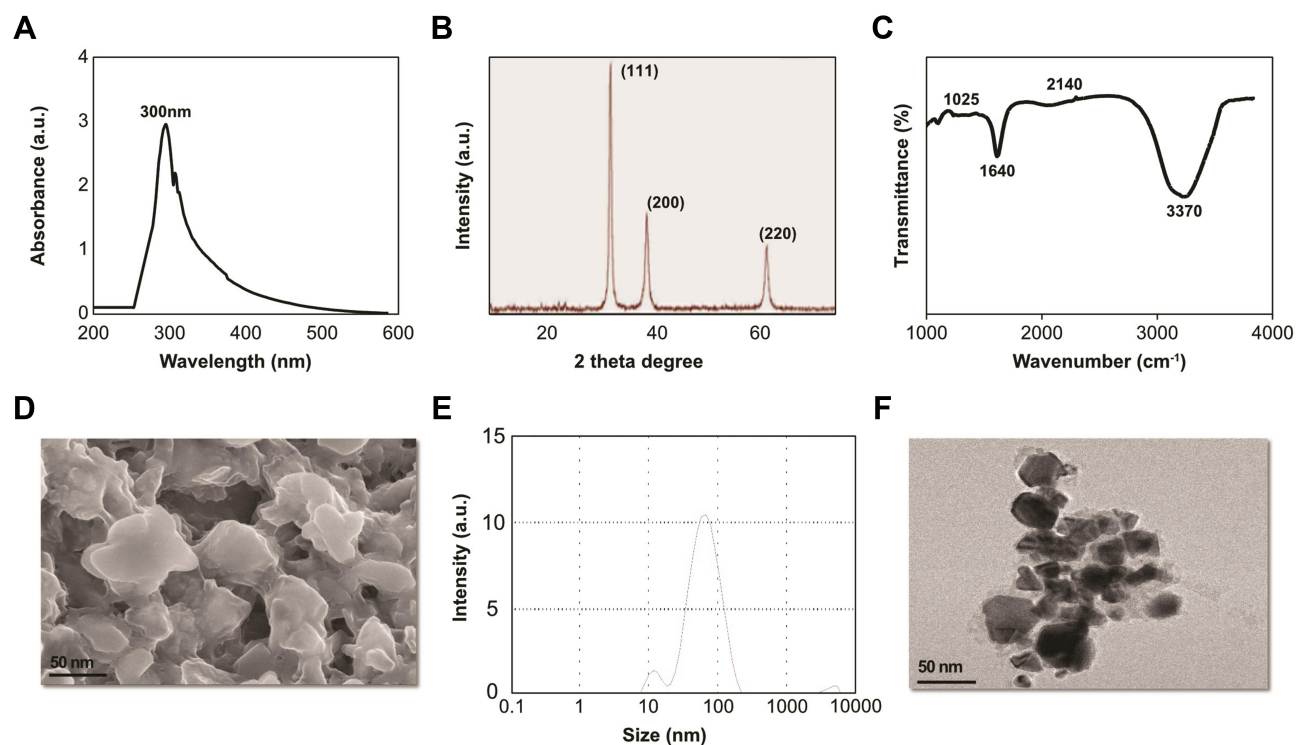 A
4
3
2
1
0
Absorbance (a.u.)
300nm
200 300 400 500 600
Wavelength (nm)
B
Intensity (a.u.)
(111)
(200)
(220)
20 40 60
2 theta degree
C
Transmittance (%)
1025
2140
1640
3370
1000 2000 3000 4000
Wavenumber (cm-1)
D
50 nm
E
15
10
5
0
Intensity (a.u.)
0.1 1 10 100 1000 10000
Size (nm)
F
50 nm